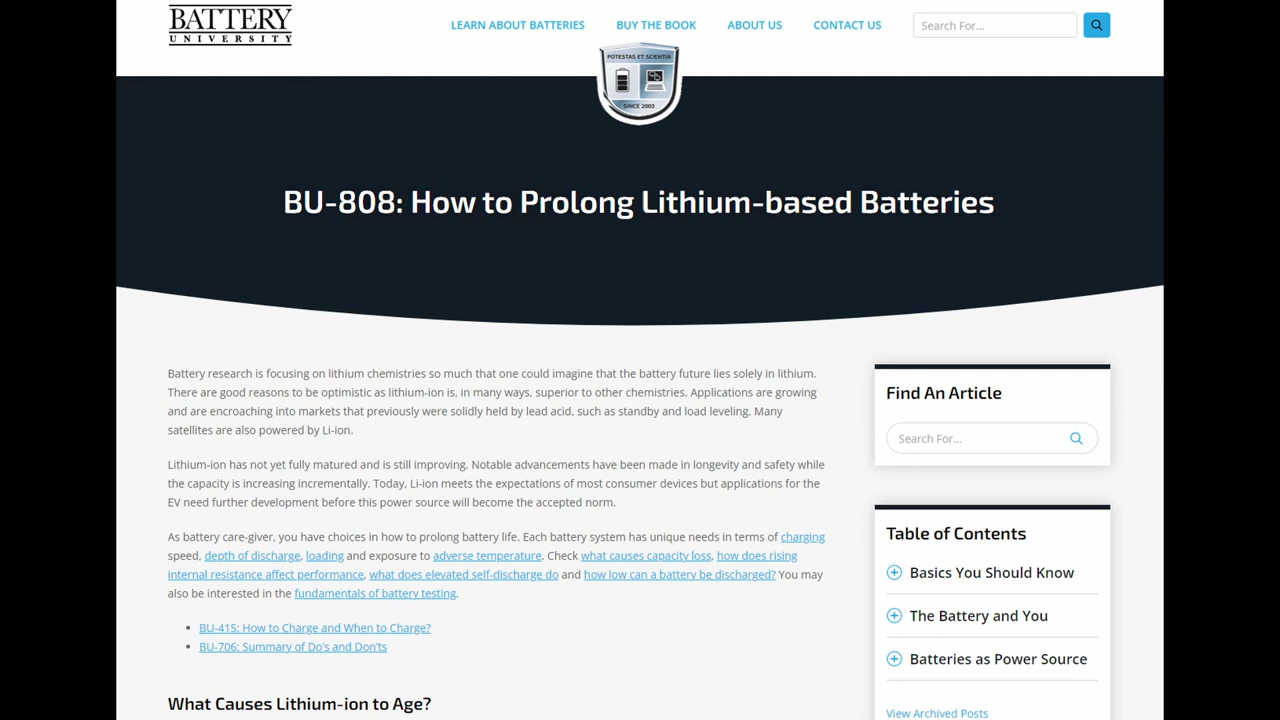 BATTERY
UNIVERSITY
LEARN ABOUT BATTERIES
BUY THE BOOK
ABOUT US
CONTACT US
Search For...
POTESTAS ET SCIENTIA
SINCE 2003
BU-808: How to Prolong Lithium-based Batteries
Battery research is focusing on lithium chemistries so much that one could imagine that the battery future lies solely in lithium.
There are good reasons to be optimistic as lithium-ion is, in many ways, superior to other chemistries. Applications are growing
and are encroaching into markets that previously were solidly held by lead acid, such as standby and load leveling. Many
satellites are also powered by Li-ion.
Lithium-ion has not yet fully matured and is still improving. Notable advancements have been made in longevity and safety while
the capacity is increasing incrementally. Today, Li-ion meets the expectations of most consumer devices but applications for the
EV need further development before this power source will become the accepted norm.
As battery care-giver, you have choices in how to prolong battery life. Each battery system has unique needs in terms of charging
speed, depth of discharge, loading and exposure to adverse temperature. Check what causes capacity loss, how does rising
internal resistance affect performance, what does elevated self-discharge do and how low can a battery be discharged? You may
also be interested in the fundamentals of battery testing.
• BU-415: How to Charge and When to Charge?
• BU-706: Summary of Do's and Don'ts
What Causes Lithium-ion to Age?
Find An Article
Search For...
Table of Contents
Basics You Should Know
The Battery and You
Batteries as Power Source
View Archived Posts